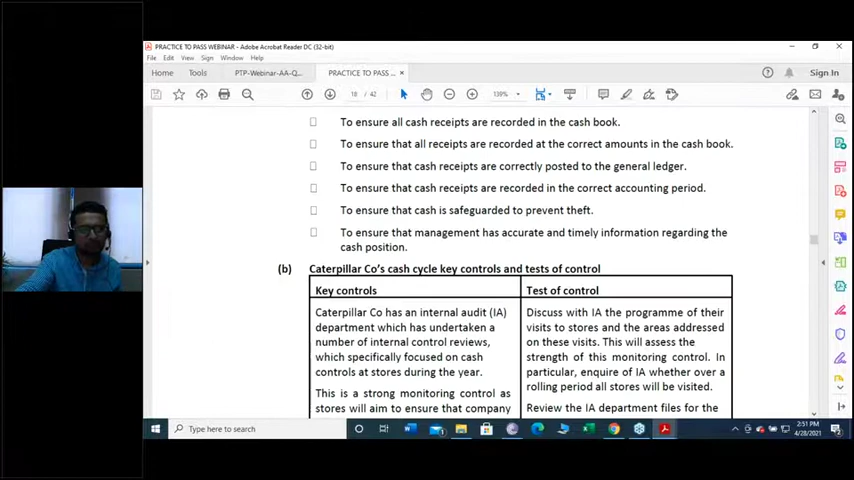 PRACTICE TO PASS WEBINAR - Adobe Acrobat Reader DC (32-bit)
File Edit View Sign Window Help
Home Tools PTP-Webinar-AA-Q... PRACTICE TO PASS ... × Sign In
18 / 42 139%
To ensure all cash receipts are recorded in the cash book.
To ensure that all receipts are recorded at the correct amounts in the cash book.
To ensure that cash receipts are correctly posted to the general ledger.
To ensure that cash receipts are recorded in the correct accounting period.
To ensure that cash is safeguarded to prevent theft.
To ensure that management has accurate and timely information regarding the
cash position.
(b) Caterpillar Co's cash cycle key controls and tests of control
Key controls
Caterpillar Co has an internal audit (IA)
department which has undertaken a
number of internal control reviews,
which specifically focused on cash
controls at stores during the year.
This is a strong monitoring control as
stores will aim to ensure that company
Test of control
Discuss with IA the programme of their
visits to stores and the areas addressed
on these visits. This will assess the
strength of this monitoring control. In
particular, enquire of IA whether over a
rolling period all stores will be visited.
Review the IA department files for the
Type here to search
2:51 PM
4/28/2021